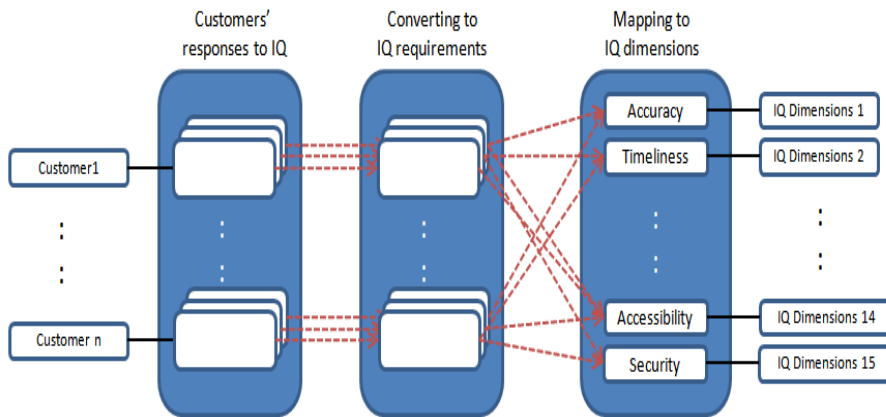 Customers'
responses to IQ
Converting to
IQ requirements
Mapping to
IQ dimensions
Customer1
Customer n
Accuracy
Timeliness
Accessibility
Security
IQ Dimensions 1
IQ Dimensions 2
IQ Dimensions 14
IQ Dimensions 15